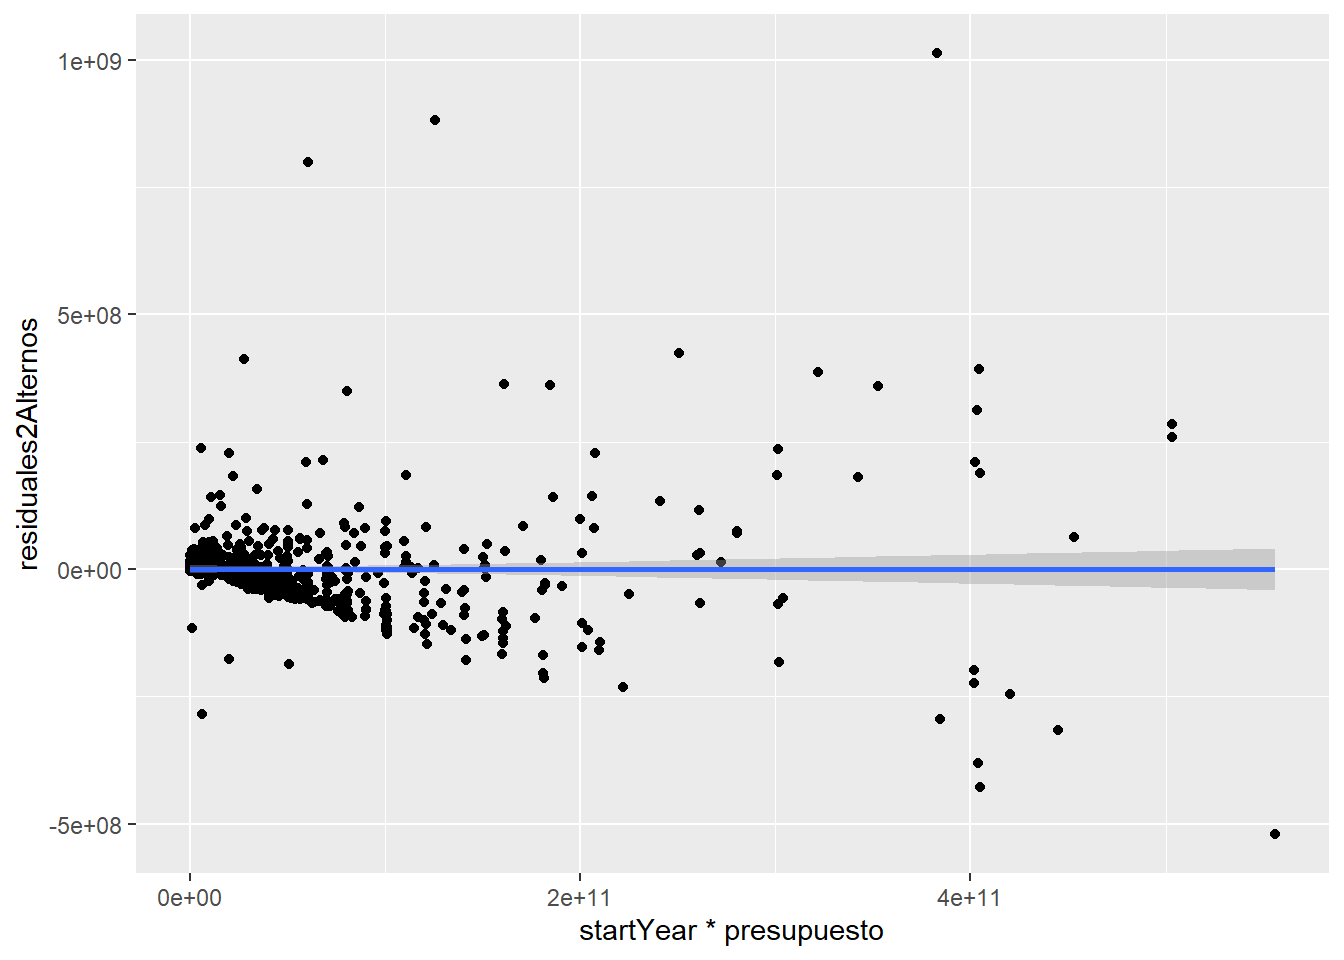 1e+09
5e+08
0e+00
-5e+08
residuales2Alternos
0e+00
2e+11
4e+11
startYear * presupuesto